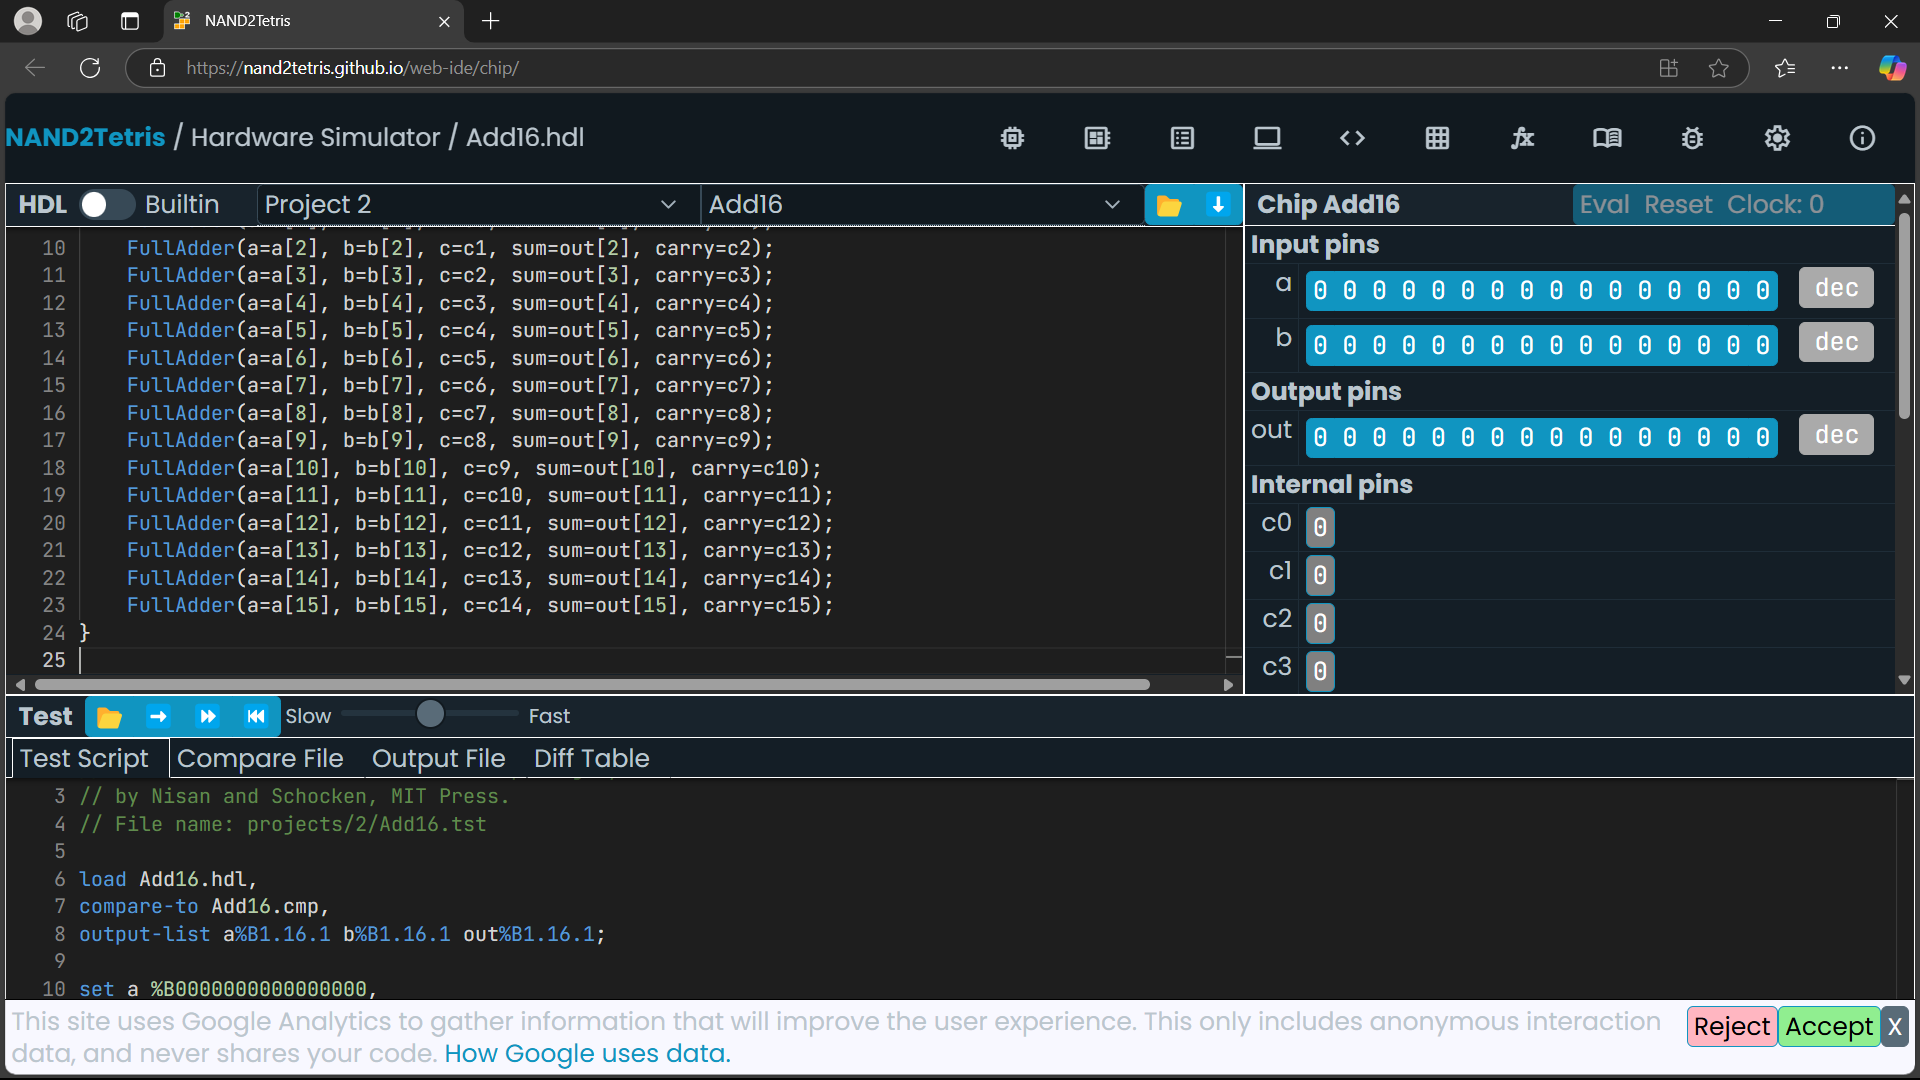 NAND2Tetris
https://nand2tetris.github.io/web-ide/chip/
NAND2Tetris / Hardware Simulator / Add16.hdl
HDL Builtin Project 2 Add16
10 FullAdder(a=a[2], b=b[2], c=c1, sum=out[2], carry=c2);
11 FullAdder(a=a[3], b=b[3], c=c2, sum=out[3], carry=c3);
12 FullAdder(a=a[4], b=b[4], c=c3, sum=out[4], carry=c4);
13 FullAdder(a=a[5], b=b[5], c=c4, sum=out[5], carry=c5);
14 FullAdder(a=a[6], b=b[6], c=c5, sum=out[6], carry=c6);
15 FullAdder(a=a[7], b=b[7], c=c6, sum=out[7], carry=c7);
16 FullAdder(a=a[8], b=b[8], c=c7, sum=out[8], carry=c8);
17 FullAdder(a=a[9], b=b[9], c=c8, sum=out[9], carry=c9);
18 FullAdder(a=a[10], b=b[10], c=c9, sum=out[10], carry=c10);
19 FullAdder(a=a[11], b=b[11], c=c10, sum=out[11], carry=c11);
20 FullAdder(a=a[12], b=b[12], c=c11, sum=out[12], carry=c12);
21 FullAdder(a=a[13], b=b[13], c=c12, sum=out[13], carry=c13);
22 FullAdder(a=a[14], b=b[14], c=c13, sum=out[14], carry=c14);
23 FullAdder(a=a[15], b=b[15], c=c14, sum=out[15], carry=c15);
24 }
25
Chip Add16 Eval Reset Clock: 0
Input pins
a 0 0 0 0 0 0 0 0 0 0 0 0 0 0 0 0 dec
b 0 0 0 0 0 0 0 0 0 0 0 0 0 0 0 0 dec
Output pins
out 0 0 0 0 0 0 0 0 0 0 0 0 0 0 0 0 dec
Internal pins
c0 0
c1 0
c2 0
c3 0
Test Slow Fast
Test Script Compare File Output File Diff Table
3 // by Nisan and Schocken, MIT Press.
4 // File name: projects/2/Add16.tst
5
6 load Add16.hdl,
7 compare-to Add16.cmp,
8 output-list a%B1.16.1 b%B1.16.1 out%B1.16.1;
9
10 set a %B0000000000000000,
This site uses Google Analytics to gather information that will improve the user experience. This only includes anonymous interaction
data, and never shares your code. How Google uses data.
Reject Accept X